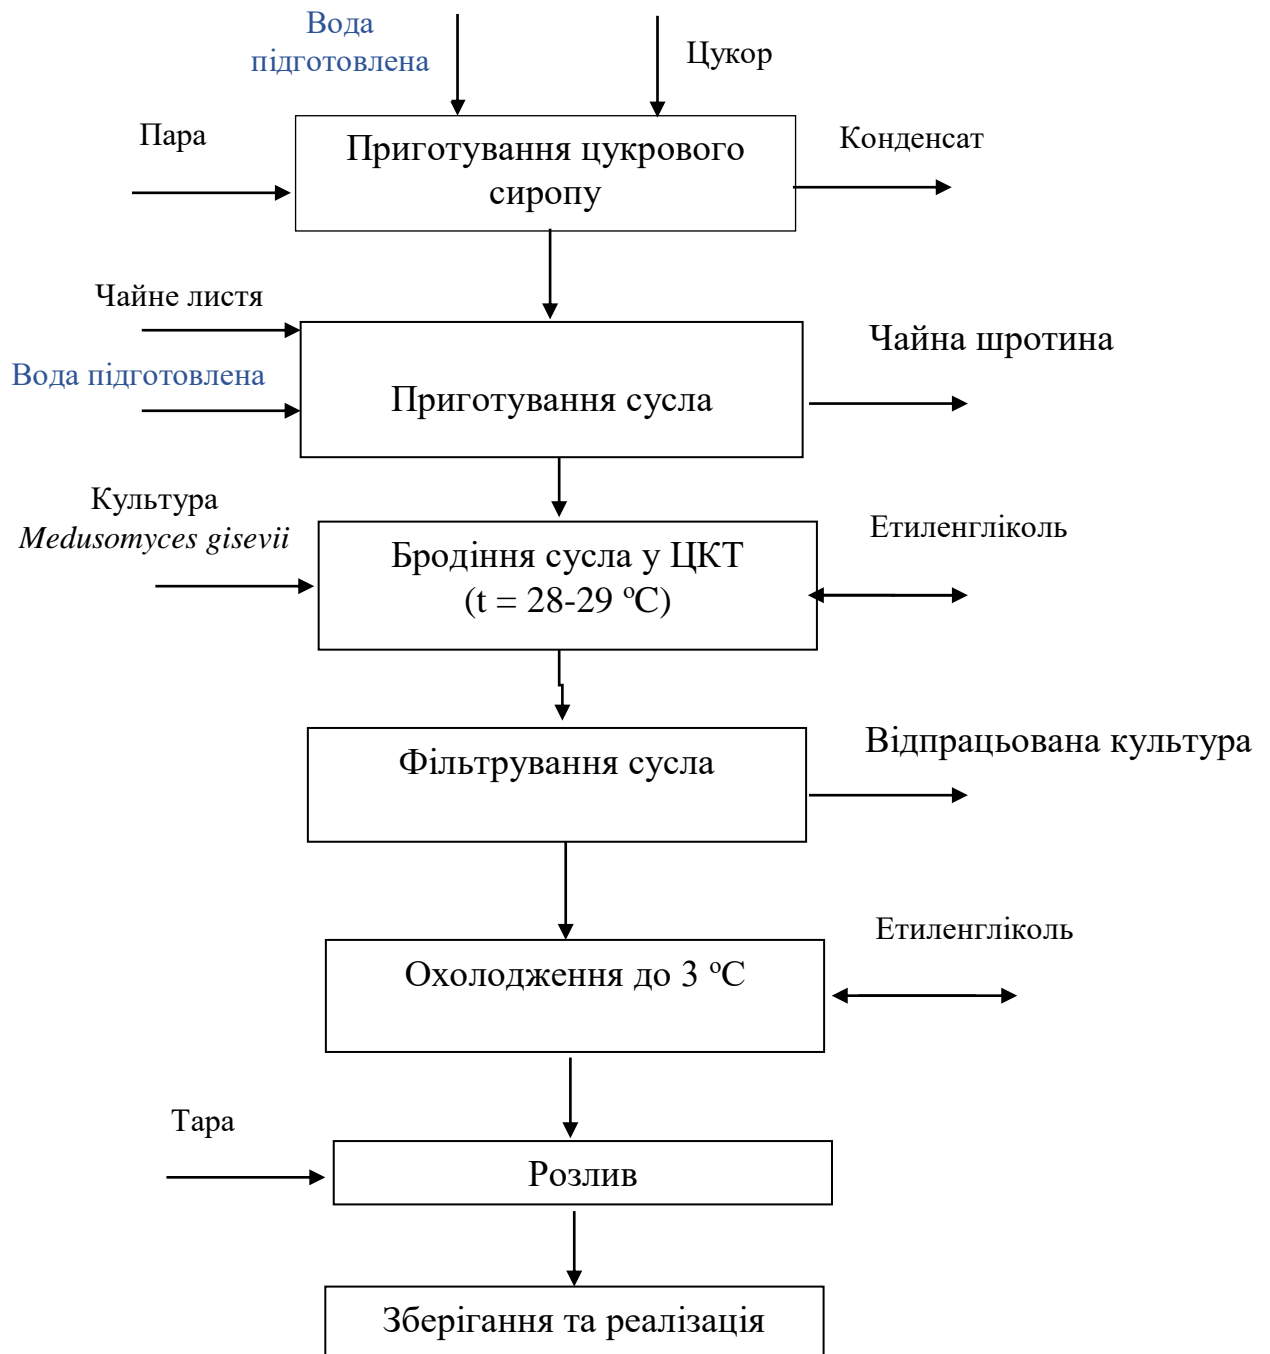 Вода
підготовлена
Цукор
Пара
Приготування цукрового
сиропу
Конденсат
Чайне листя
Вода підготовлена
Приготування сусла
Чайна шротина
Культура
Medusomyces gisevii
Бродіння сусла у ЦКТ
(t = 28-29 ºС)
Етиленгліколь
Фільтрування сусла
Відпрацьована культура
Охолодження до 3 ºС
Етиленгліколь
Тара
Розлив
Зберігання та реалізація